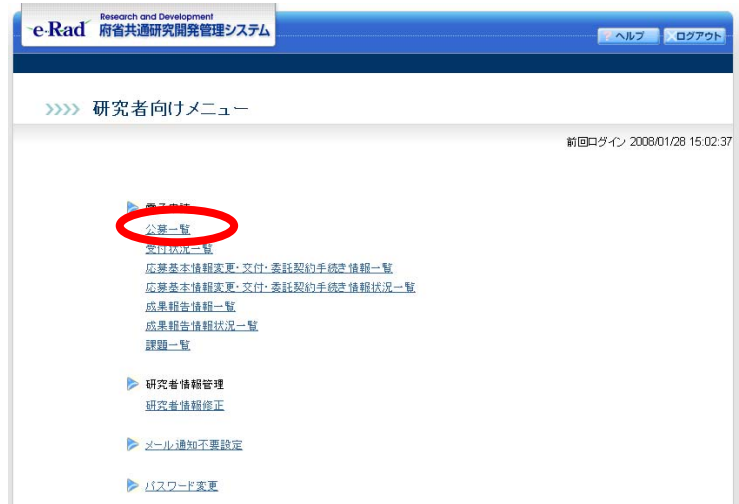 Research and Development
e-Rad 府省共通研究開発管理システム
? ヘルプ
×ログアウト
>>>> 研究者向けメニュー
前回ログイン 2008/01/28 15:02:37
電子申請
公募一覧
受付状況一覧
応募基本情報変更・交付・委託契約手続き情報一覧
応募基本情報変更・交付・委託契約手続き情報状況一覧
成果報告情報一覧
成果報告情報状況一覧
課題一覧
研究者情報管理
研究者情報修正
メール通知不要設定
パスワード変更